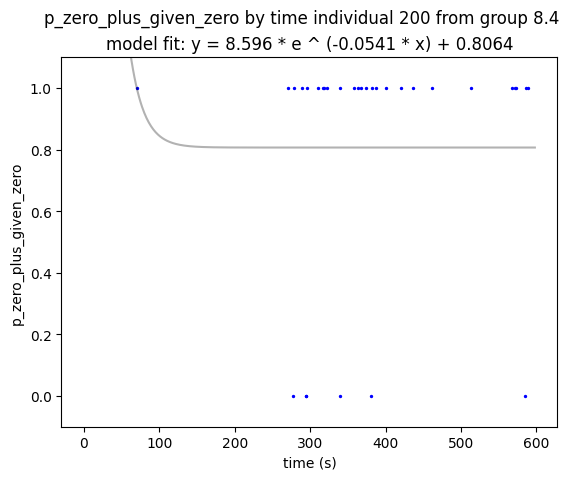 p_zero_plus_given_zero by time individual 200 from group 8.4
model fit: y = 8.596 * e ^ (-0.0541 * x) + 0.8064
1.0
0.8
0.6
0.4
0.2
0.0
p_zero_plus_given_zero
0 100 200 300 400 500 600
time (s)